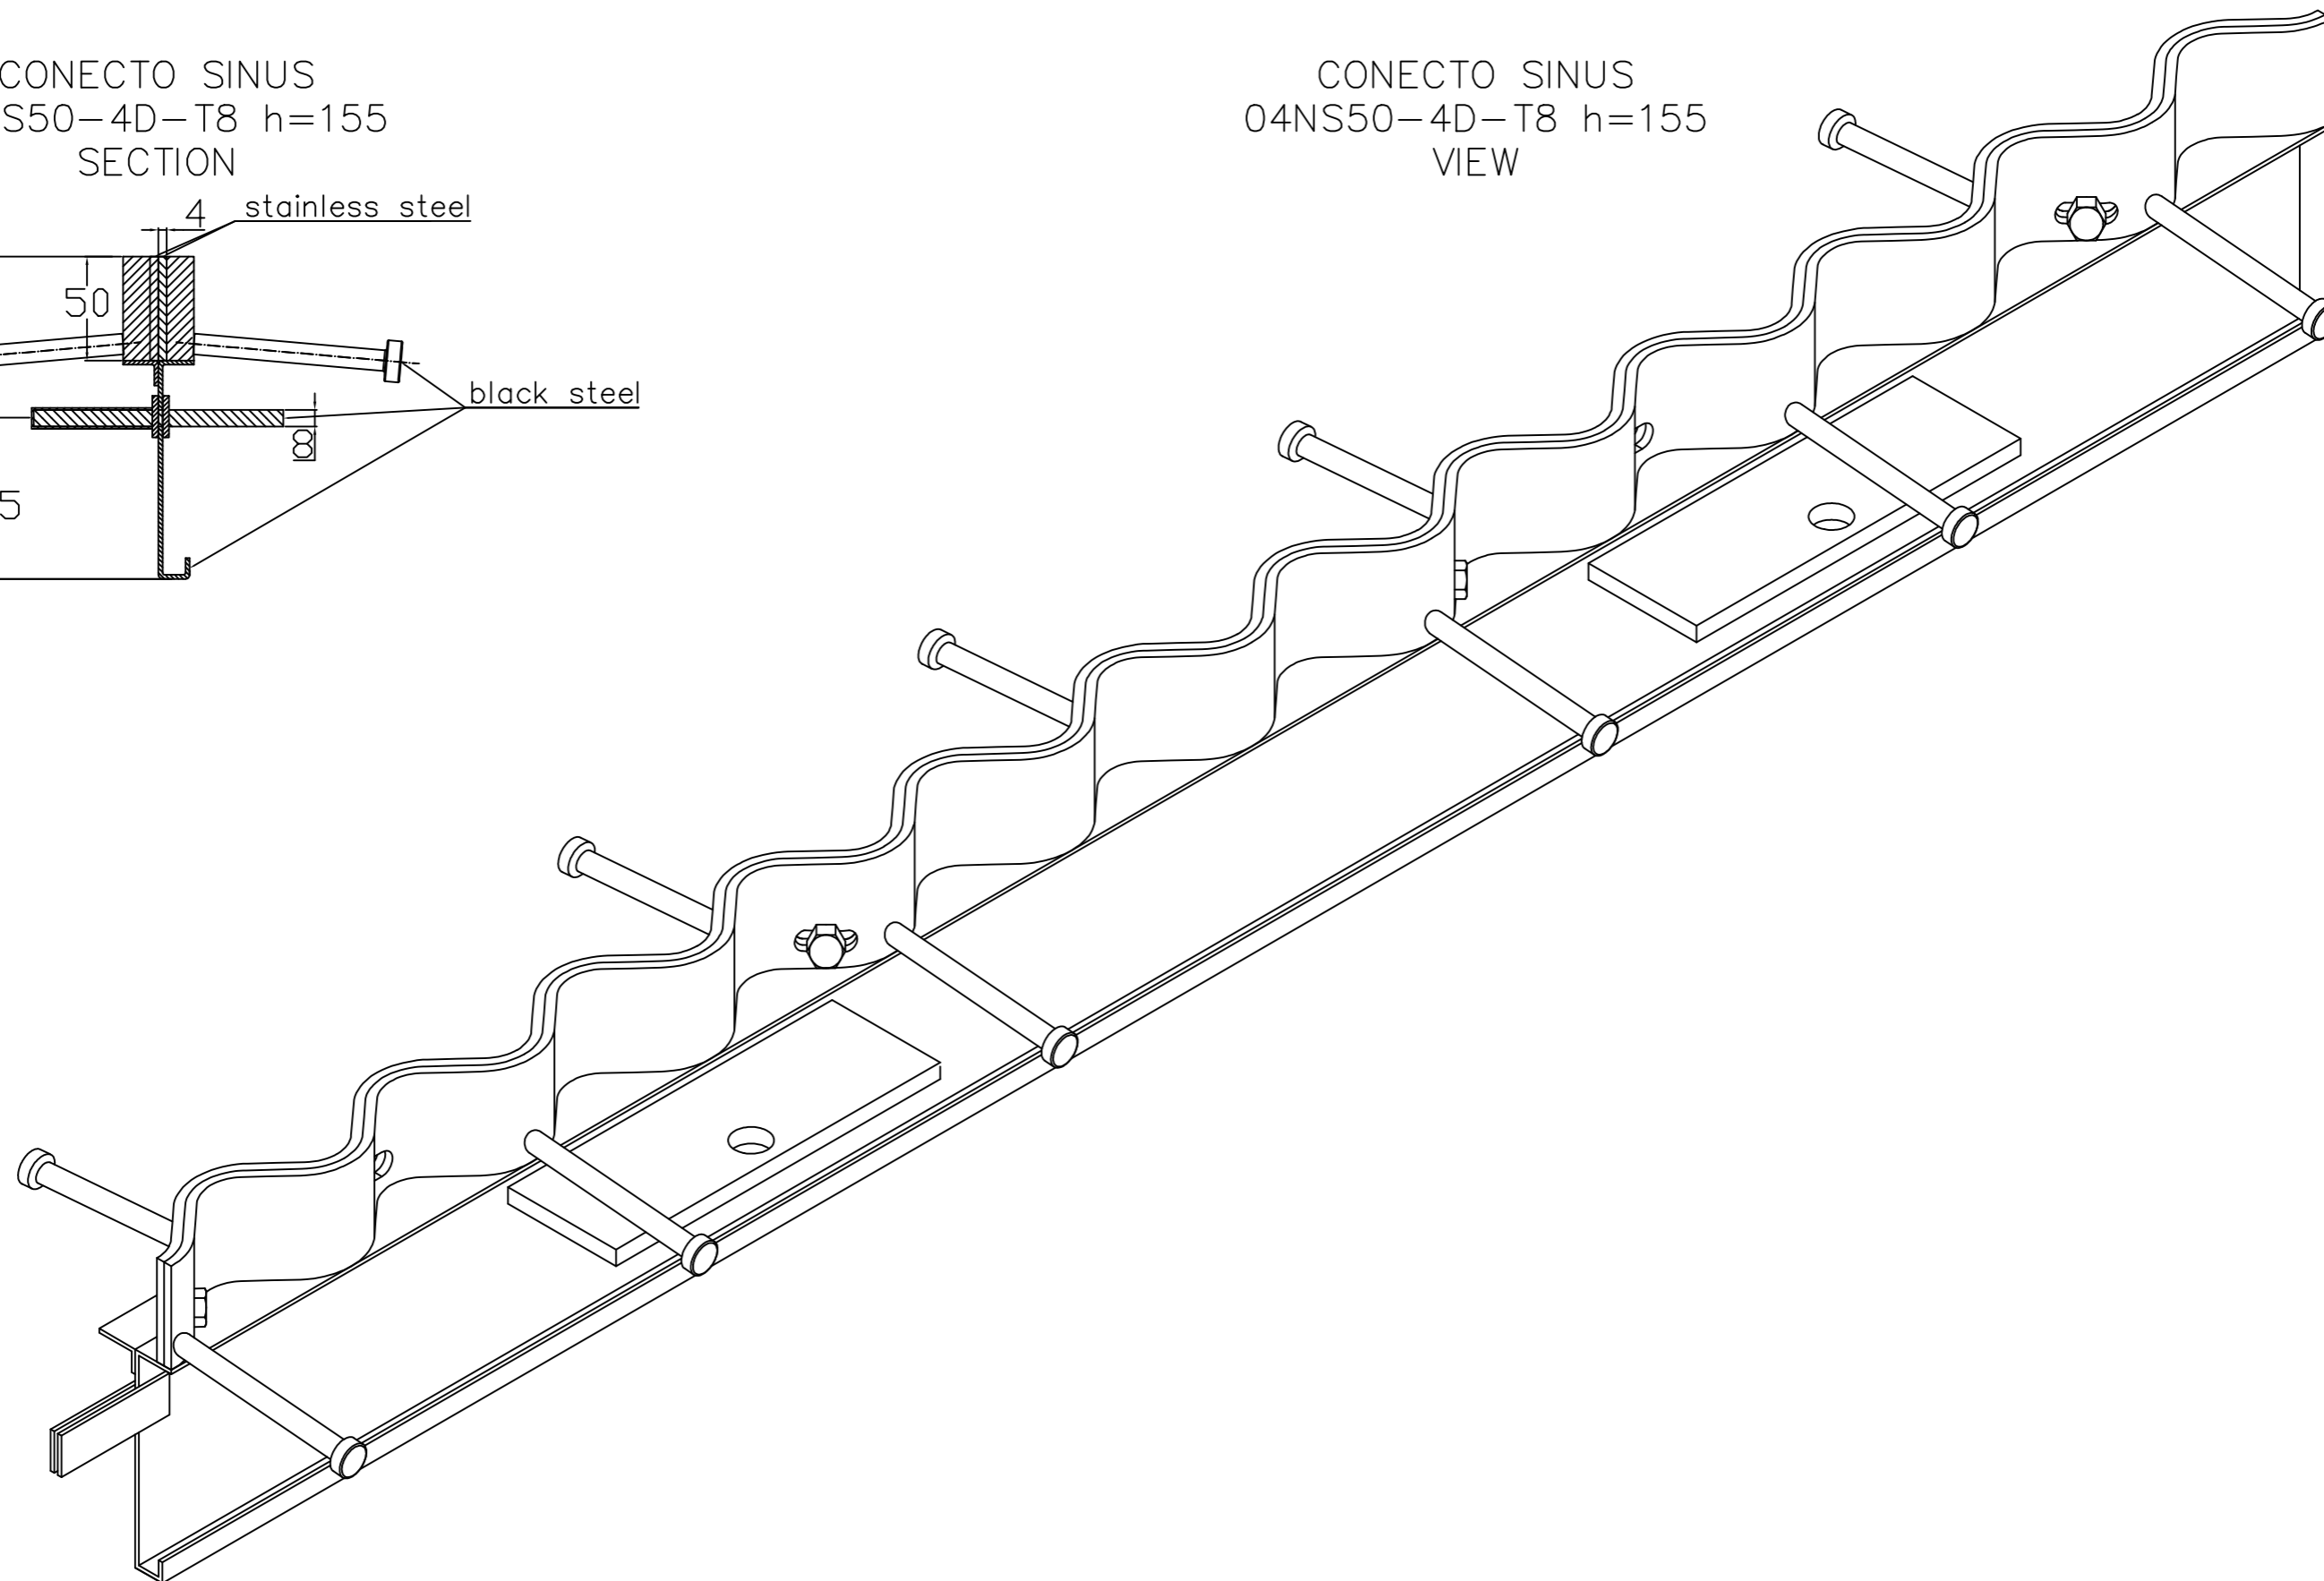 CONECTO SINUS
S50-4D-T8 h=155
SECTION
4
stainless steel
50
black steel
8
5
CONECTO SINUS
04NS50-4D-T8 h=155
VIEW